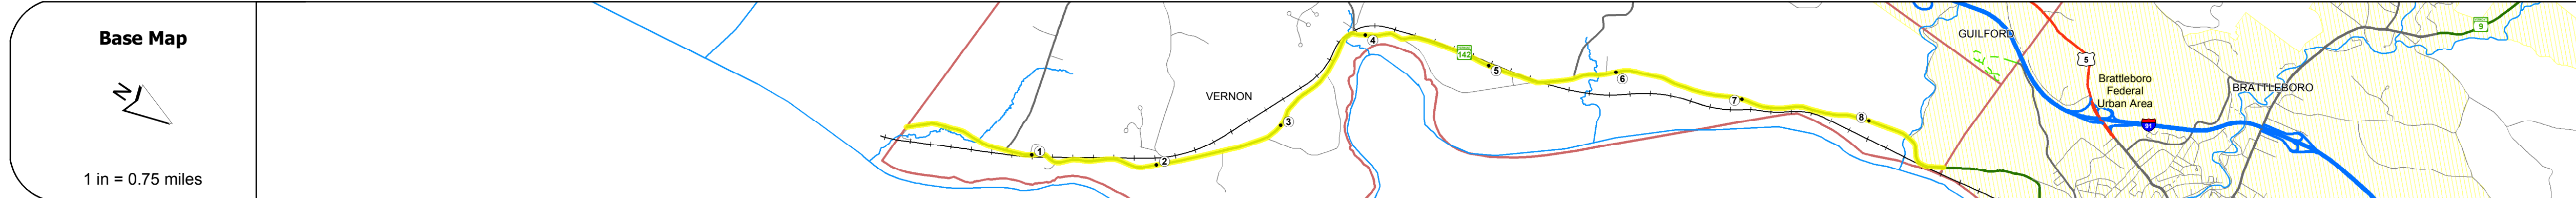 Base Map
N
1 in = 0.75 miles
VERNON
1
2
3
4
142
5
6
7
8
GUILFORD
5
Brattleboro
Federal
Urban Area
91
BRATTLEBORO
9